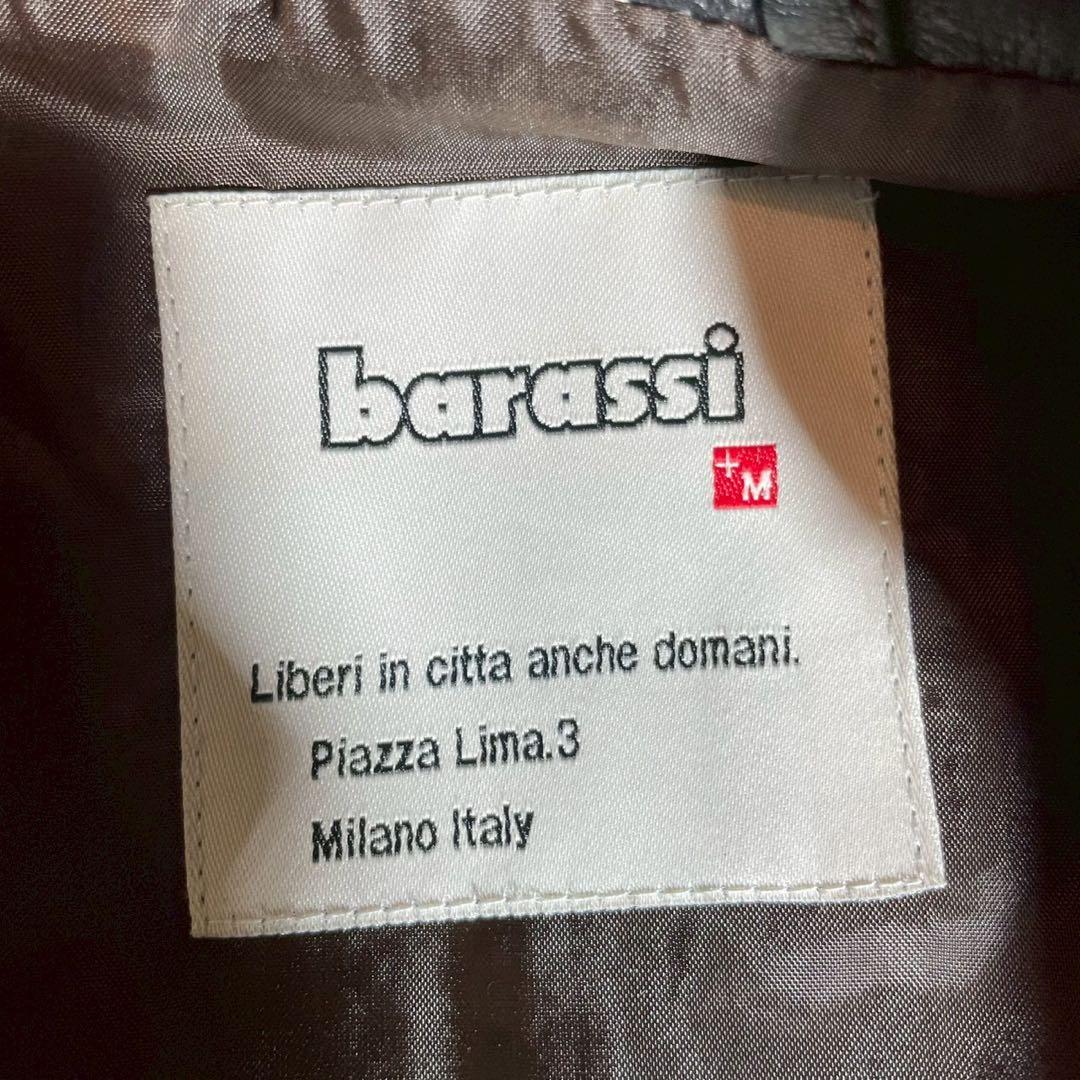 barassi
+M
Liberi in citta anche domani.
Piazza Lima.3
Milano Italy